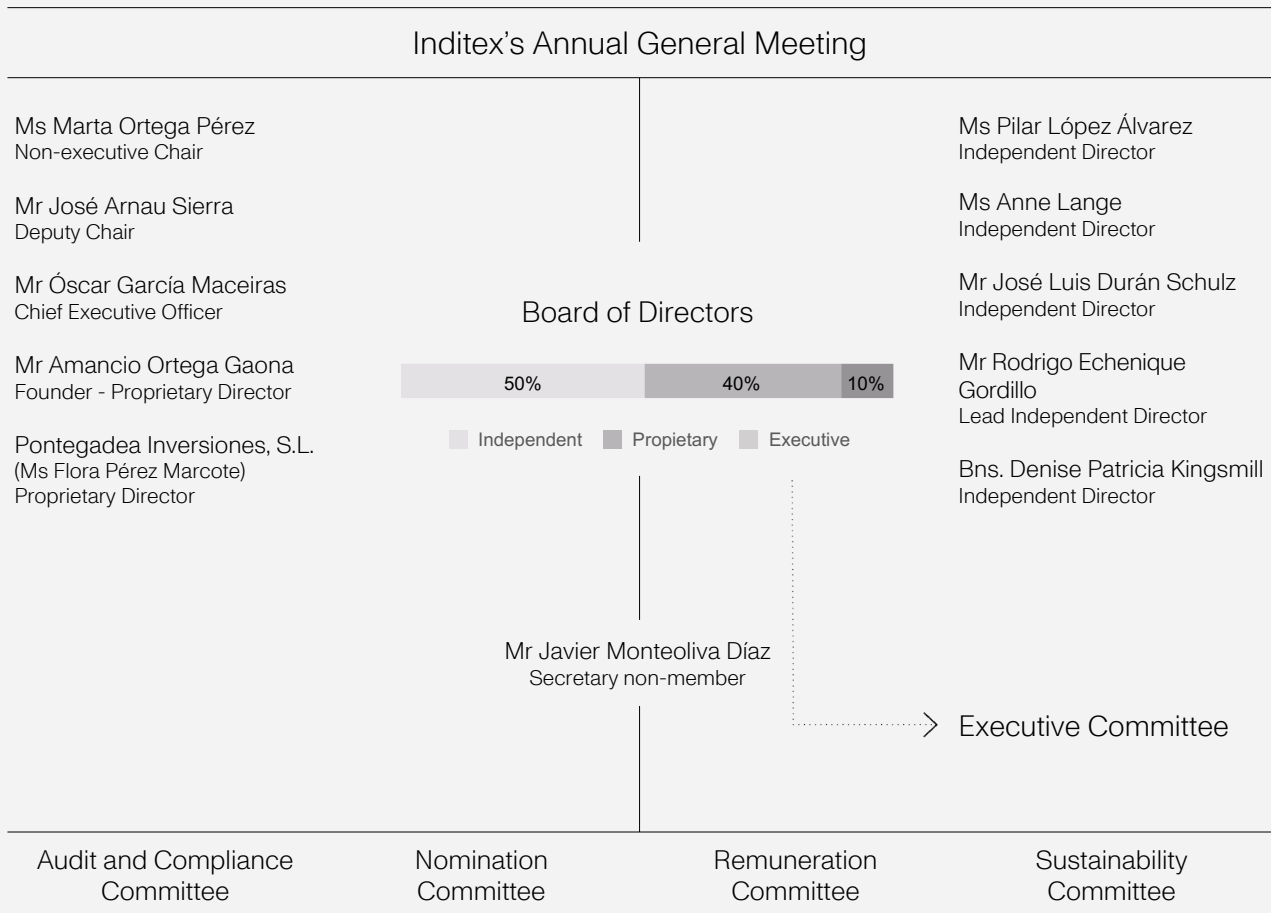 Inditex’s Annual General Meeting
Ms Marta Ortega Pérez
Non-executive Chair
Mr José Arnau Sierra
Deputy Chair
Mr Óscar García Maceiras
Chief Executive Officer
Mr Amancio Ortega Gaona
Founder - Proprietary Director
Pontegadea Inversiones, S.L.
(Ms Flora Pérez Marcote)
Proprietary Director
Board of Directors
50%
40%
10%
Independent
Propietary
Executive
Ms Pilar López Álvarez
Independent Director
Ms Anne Lange
Independent Director
Mr José Luis Durán Schulz
Independent Director
Mr Rodrigo Echenique
Gordillo
Lead Independent Director
Bns. Denise Patricia Kingsmill
Independent Director
Mr Javier Monteoliva Díaz
Secretary non-member
Executive Committee
Audit and Compliance
Committee
Nomination
Committee
Remuneration
Committee
Sustainability
Committee